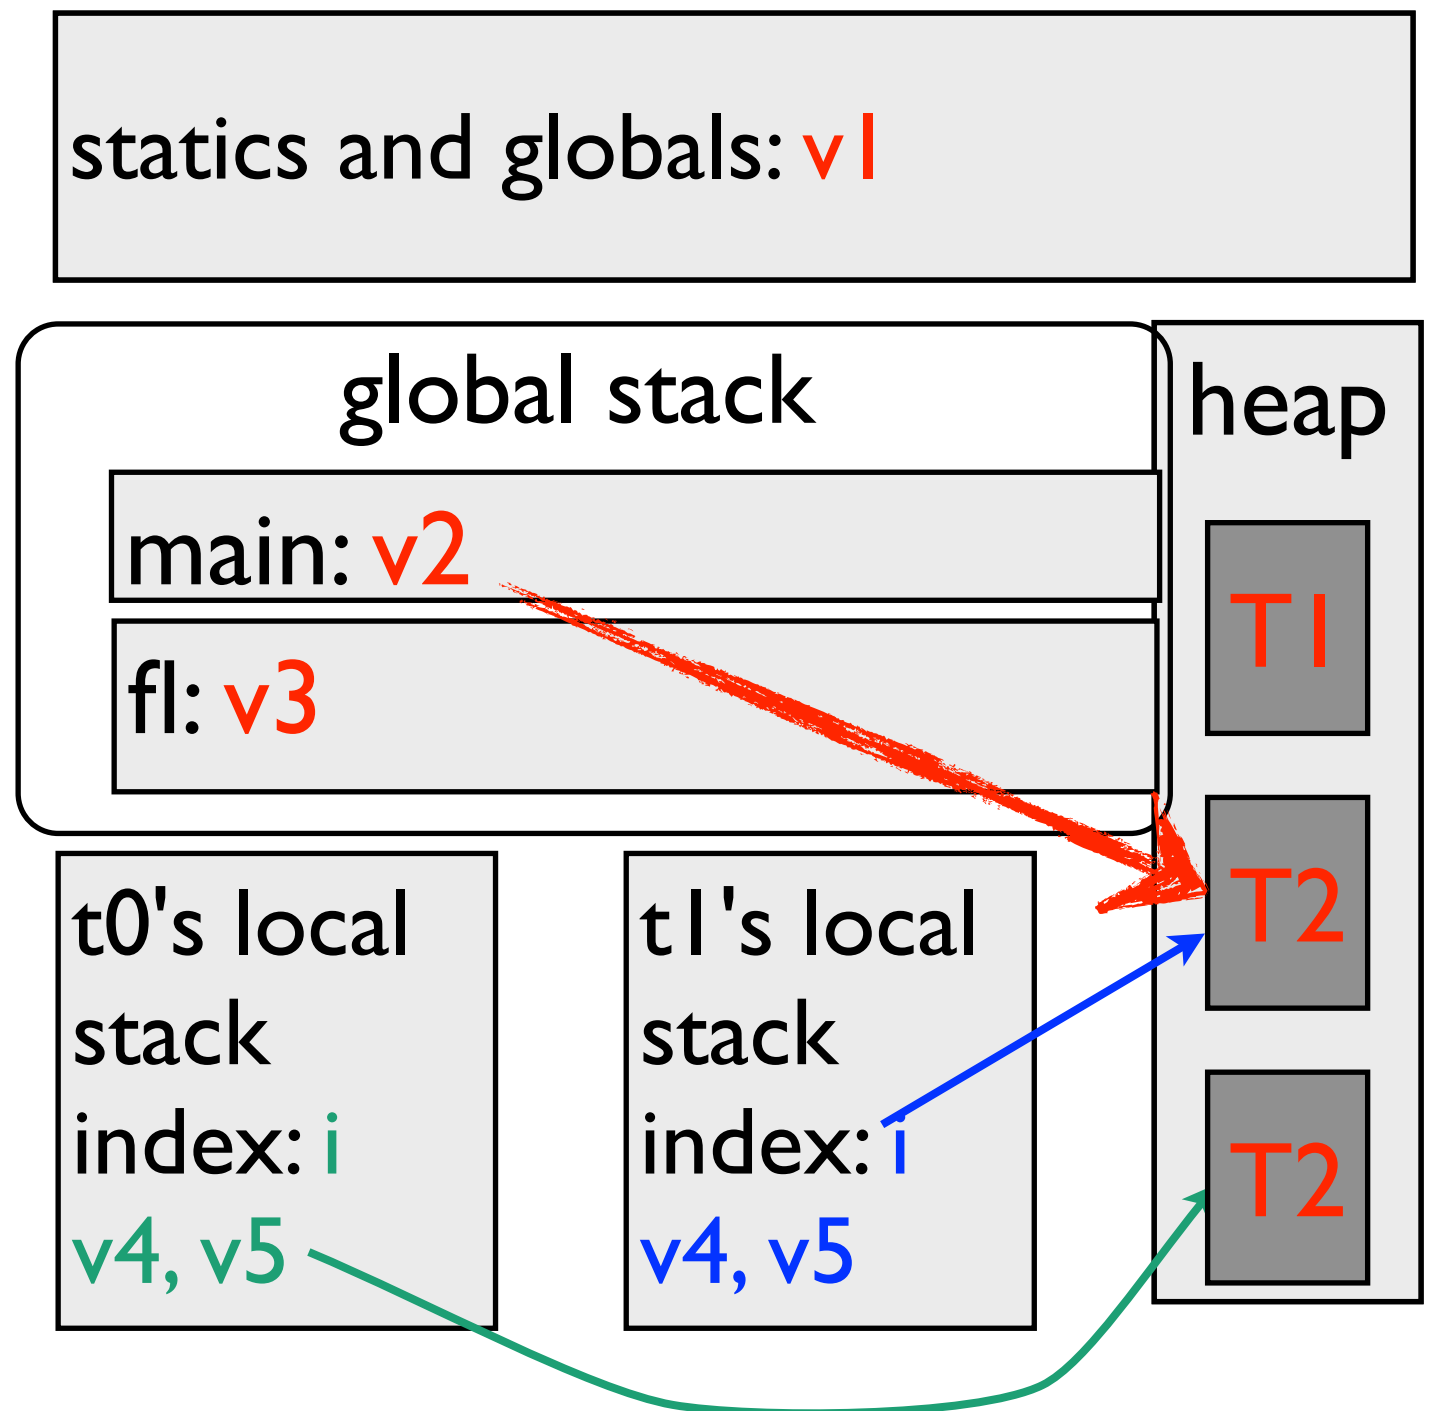 statics and globals: v1
global stack
heap
main: v2
f1: v3
T1
T2
T2
t0's local
stack
index: i
v4, v5
t1's local
stack
index: i
v4, v5